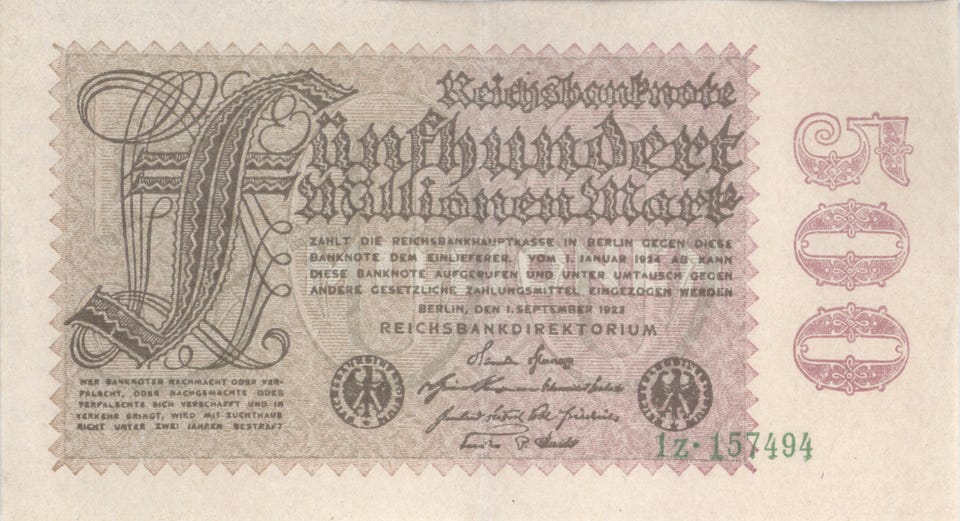 Reichsbanknote
Fünfhundert
Millionen Mark
ZAHLT DIE REICHSBANKHAUPTKASSE IN BERLIN GEGEN DIESE
BANKNOTE DEM EINLIEFERER. VOM 1. JANUAR 1924 AB KANN
DIESE BANKNOTE AUFGERUFEN UND UNTER UMTAUSCH GEGEN
ANDERE GESETZLICHE ZAHLUNGSMITTEL EINGEZOGEN WERDEN
BERLIN, DEN 1. SEPTEMBER 1923
REICHSBANKDIREKTORIUM
WER BANKNOTEN NACHMACHT ODER VER-
FALSCHT, ODER NACHGEMACHTE ODER
VERFALSCHTE SICH VERSCHAFFT UND IN
VERKEHR BRINGT, WIRD MIT ZUCHTHAUS
NICHT UNTER ZWEI JAHREN BESTRAFT
1Z·157494
500